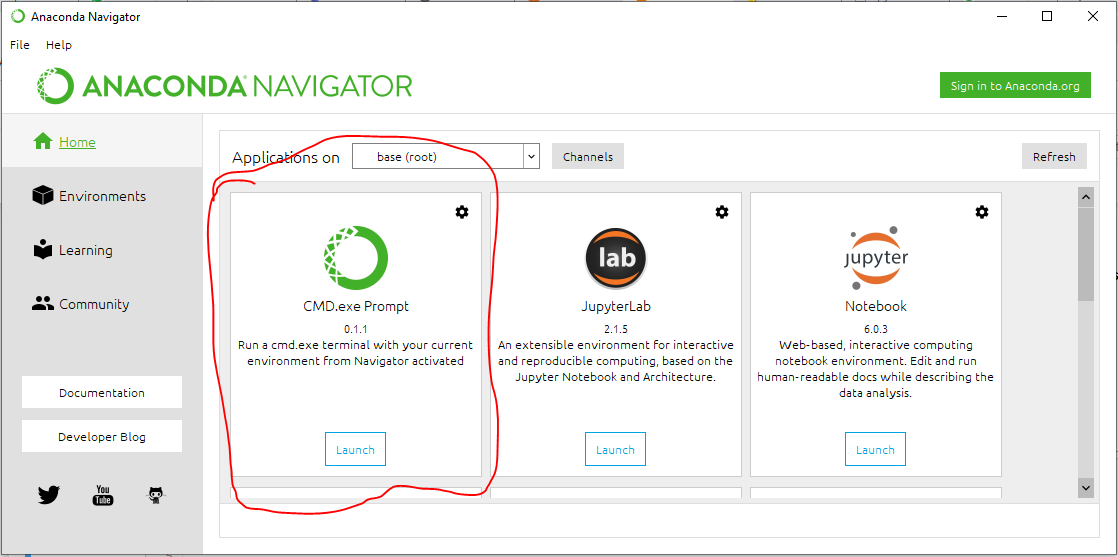 Anaconda Navigator
File Help
ANACONDA NAVIGATOR
Sign in to Anaconda.org
Home
Environments
Learning
Community
Documentation
Developer Blog
You
Tube
Applications on base (root) Channels Refresh
CMD.exe Prompt
0.1.1
Run a cmd.exe terminal with your current
environment from Navigator activated
Launch
lab
JupyterLab
2.1.5
An extensible environment for interactive
and reproducible computing, based on the
Jupyter Notebook and Architecture.
Launch
jupyter
Notebook
6.0.3
Web-based, interactive computing
notebook environment. Edit and run
human-readable docs while describing the
data analysis.
Launch